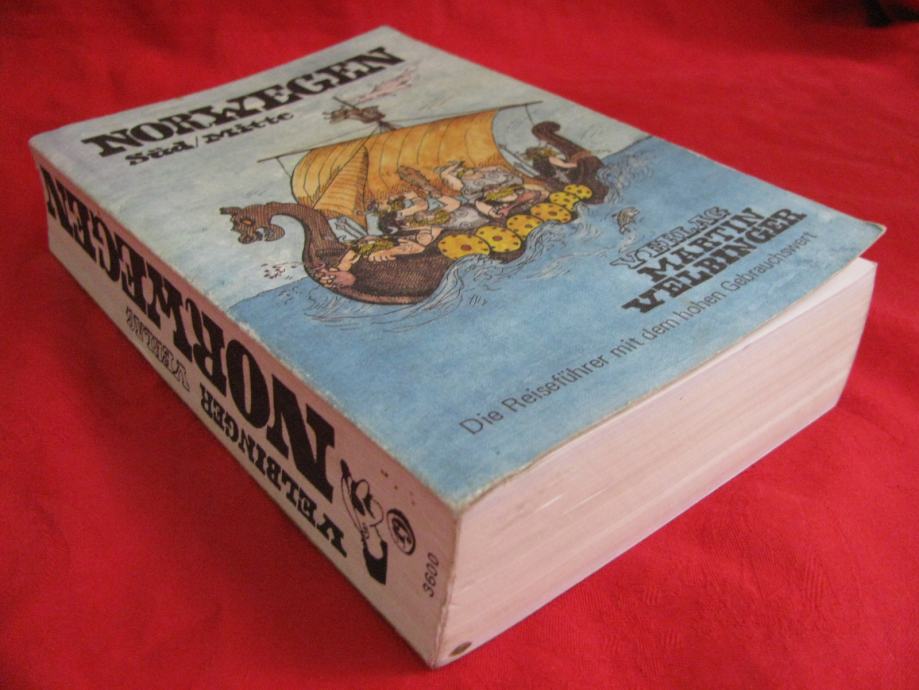 NORWEGEN
Süd/Mitte
VERLAG
MARTIN
VELBINGER
Die Reiseführer mit dem hohen Gebrauchswert
NORWEGEN
VELBINGER VERLAG
3600